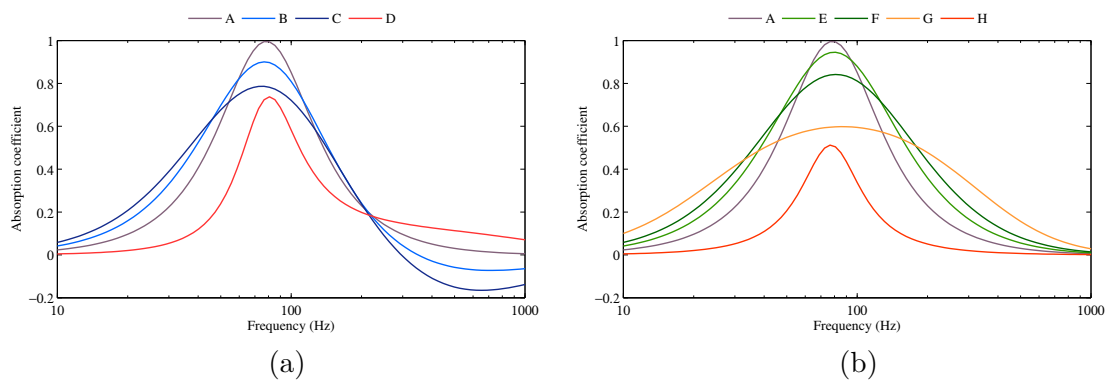 A B C D
1
0.8
0.6
0.4
0.2
0
−0.2
Absorption coefficient
10 100 1000
Frequency (Hz)
(a)
A E F G H
1
0.8
0.6
0.4
0.2
0
−0.2
Absorption coefficient
10 100 1000
Frequency (Hz)
(b)